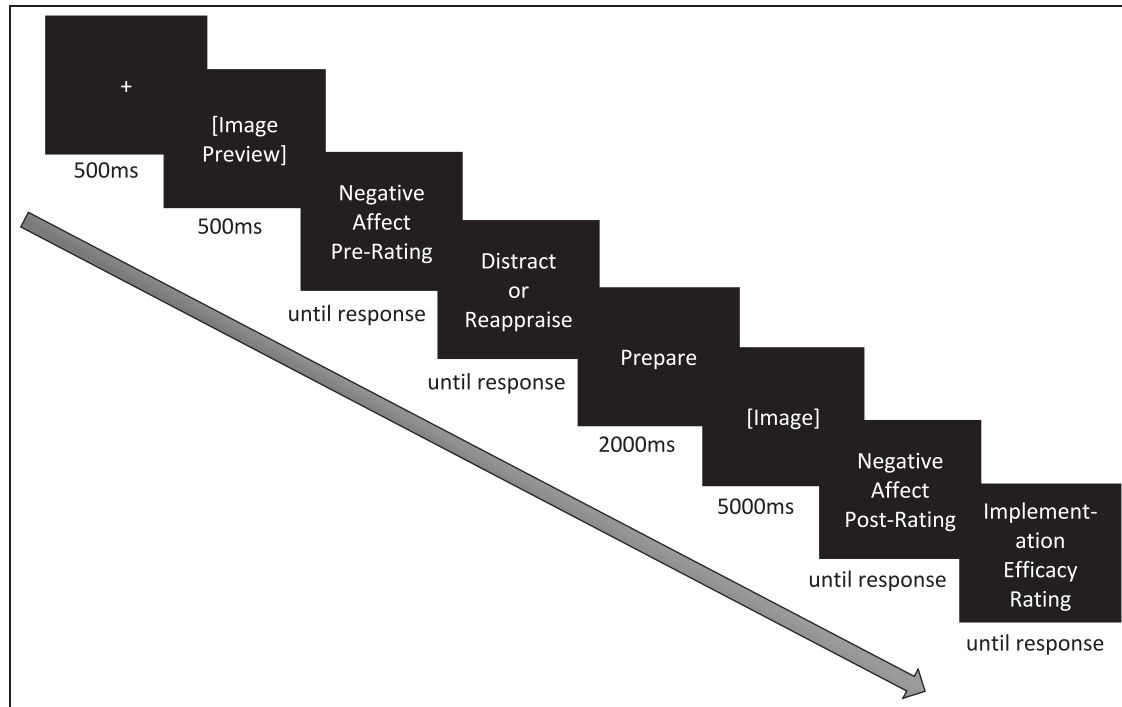 +
500ms
[Image
Preview]
500ms
Negative
Affect
Pre-Rating
until response
Distract
or
Reappraise
until response
Prepare
2000ms
[Image]
5000ms
Negative
Affect
Post-Rating
until response
Implement-
ation
Efficacy
Rating
until response